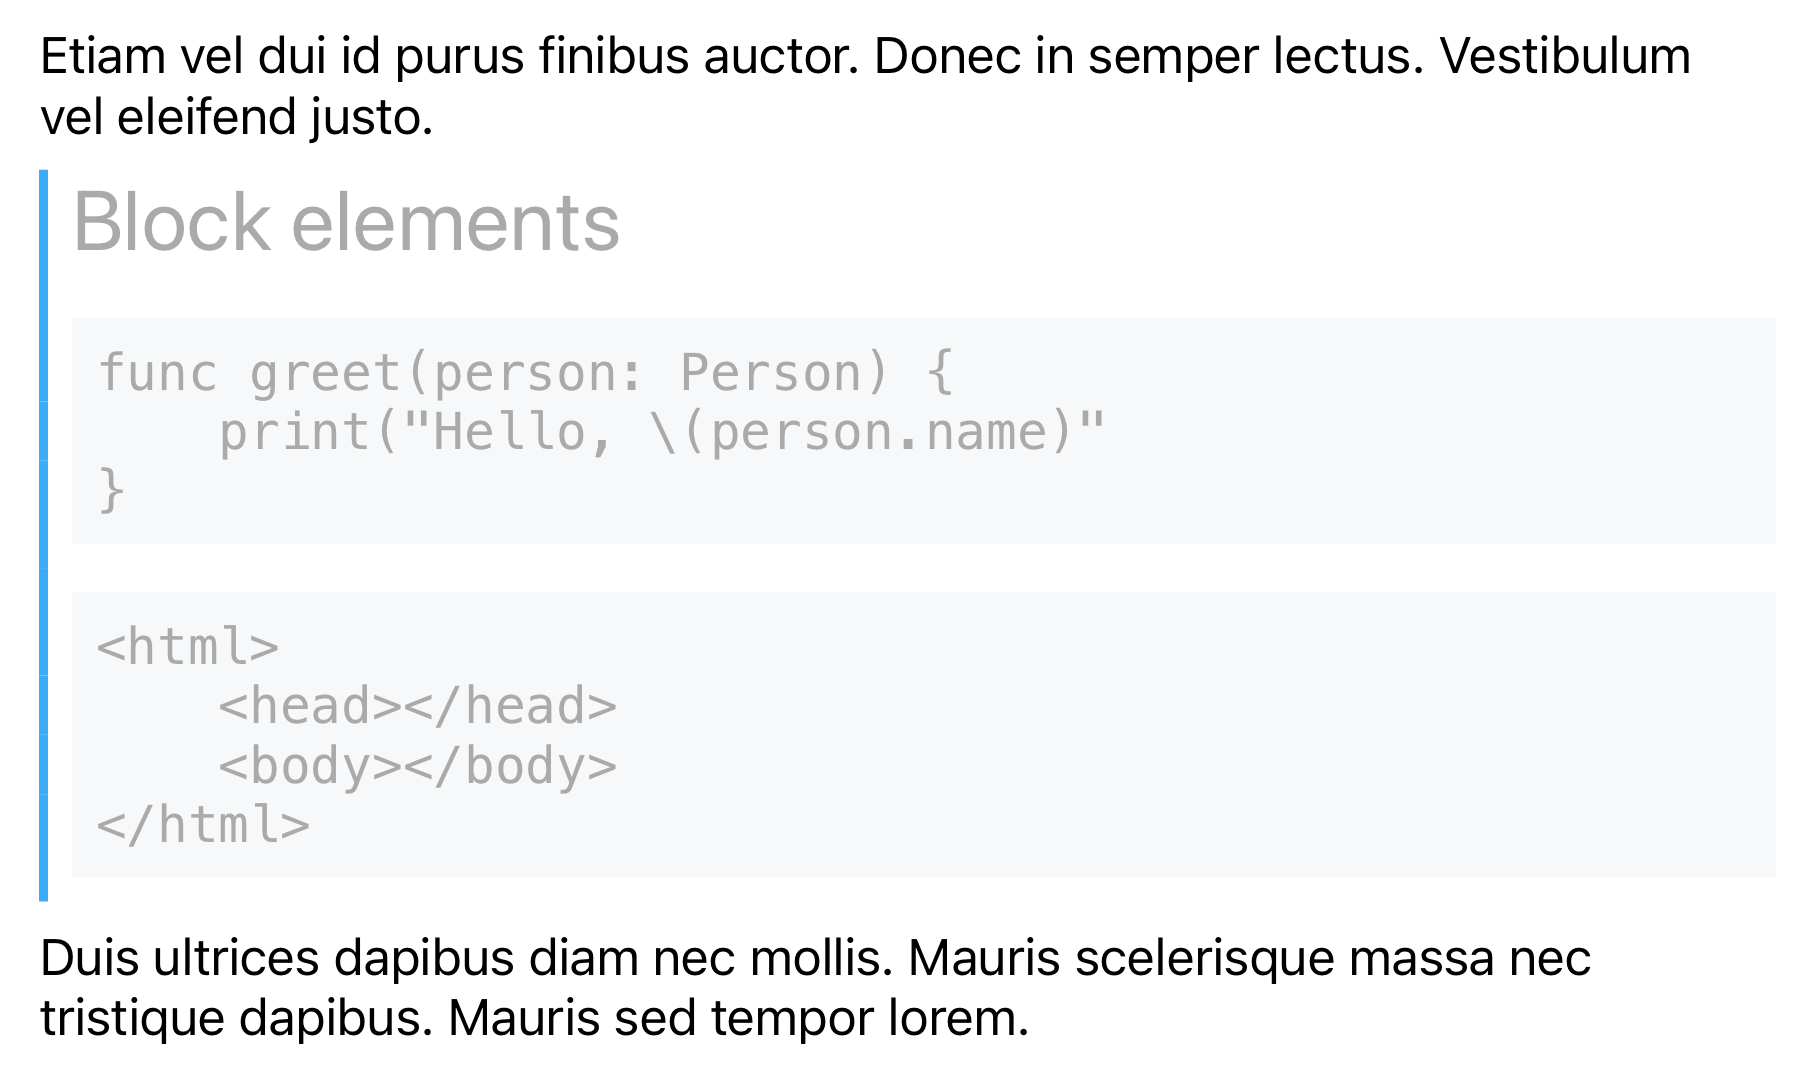 Etiam vel dui id purus finibus auctor. Donec in semper lectus. Vestibulum
vel eleifend justo.
Block elements
func greet(person: Person) {
    print("Hello, \(person.name)"
}
<html>
    <head></head>
    <body></body>
</html>
Duis ultrices dapibus diam nec mollis. Mauris scelerisque massa nec
tristique dapibus. Mauris sed tempor lorem.